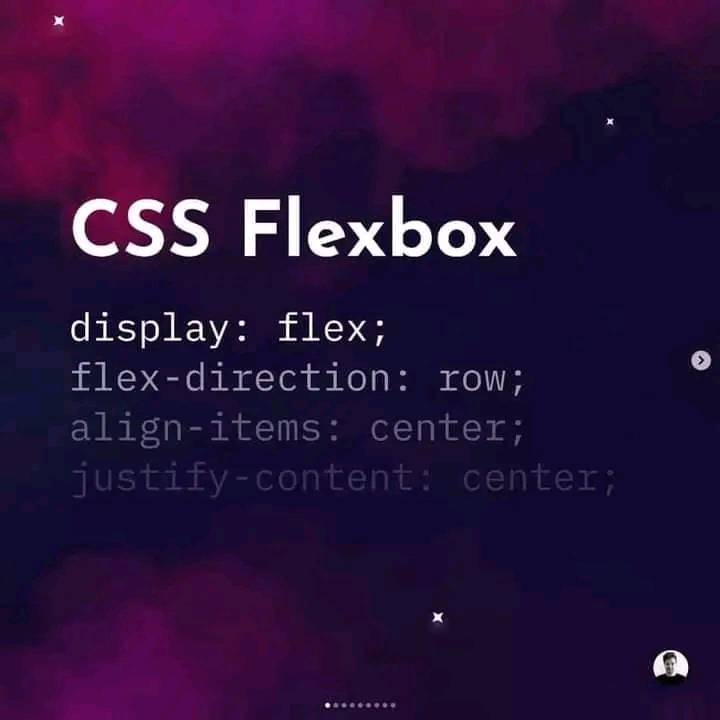 CSS Flexbox
display: flex;
flex-direction: row;
align-items: center;
justify-content: center;